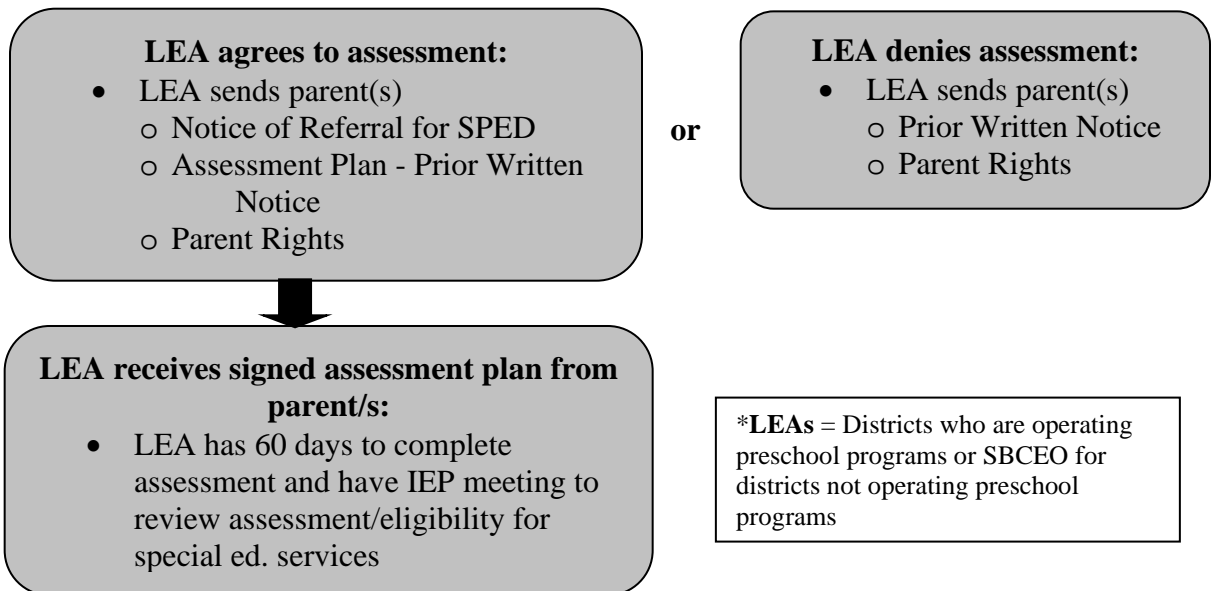 LEA agrees to assessment:
• LEA sends parent(s)
o Notice of Referral for SPED
o Assessment Plan - Prior Written
Notice
o Parent Rights
or
LEA denies assessment:
• LEA sends parent(s)
o Prior Written Notice
o Parent Rights
LEA receives signed assessment plan from
parent/s:
• LEA has 60 days to complete
assessment and have IEP meeting to
review assessment/eligibility for
special ed. services
*LEAs = Districts who are operating
preschool programs or SBCEO for
districts not operating preschool
programs